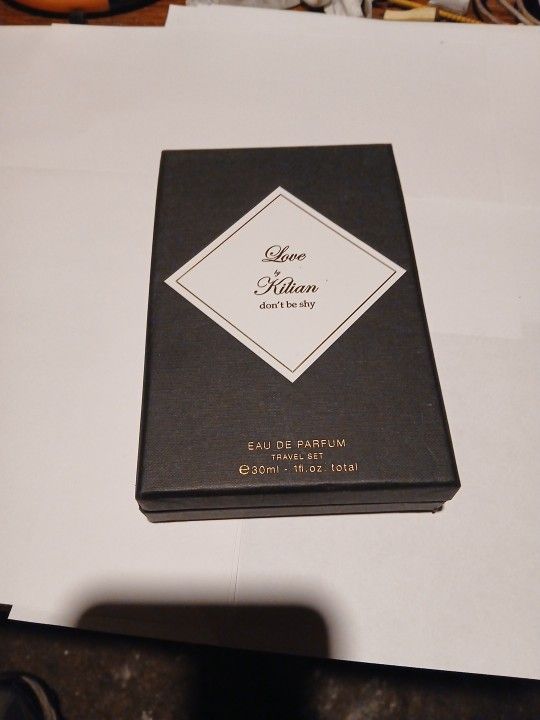 Love
by
Kilian
don't be shy
EAU DE PARFUM
TRAVEL SET
℮30ml - 1fl.oz. total